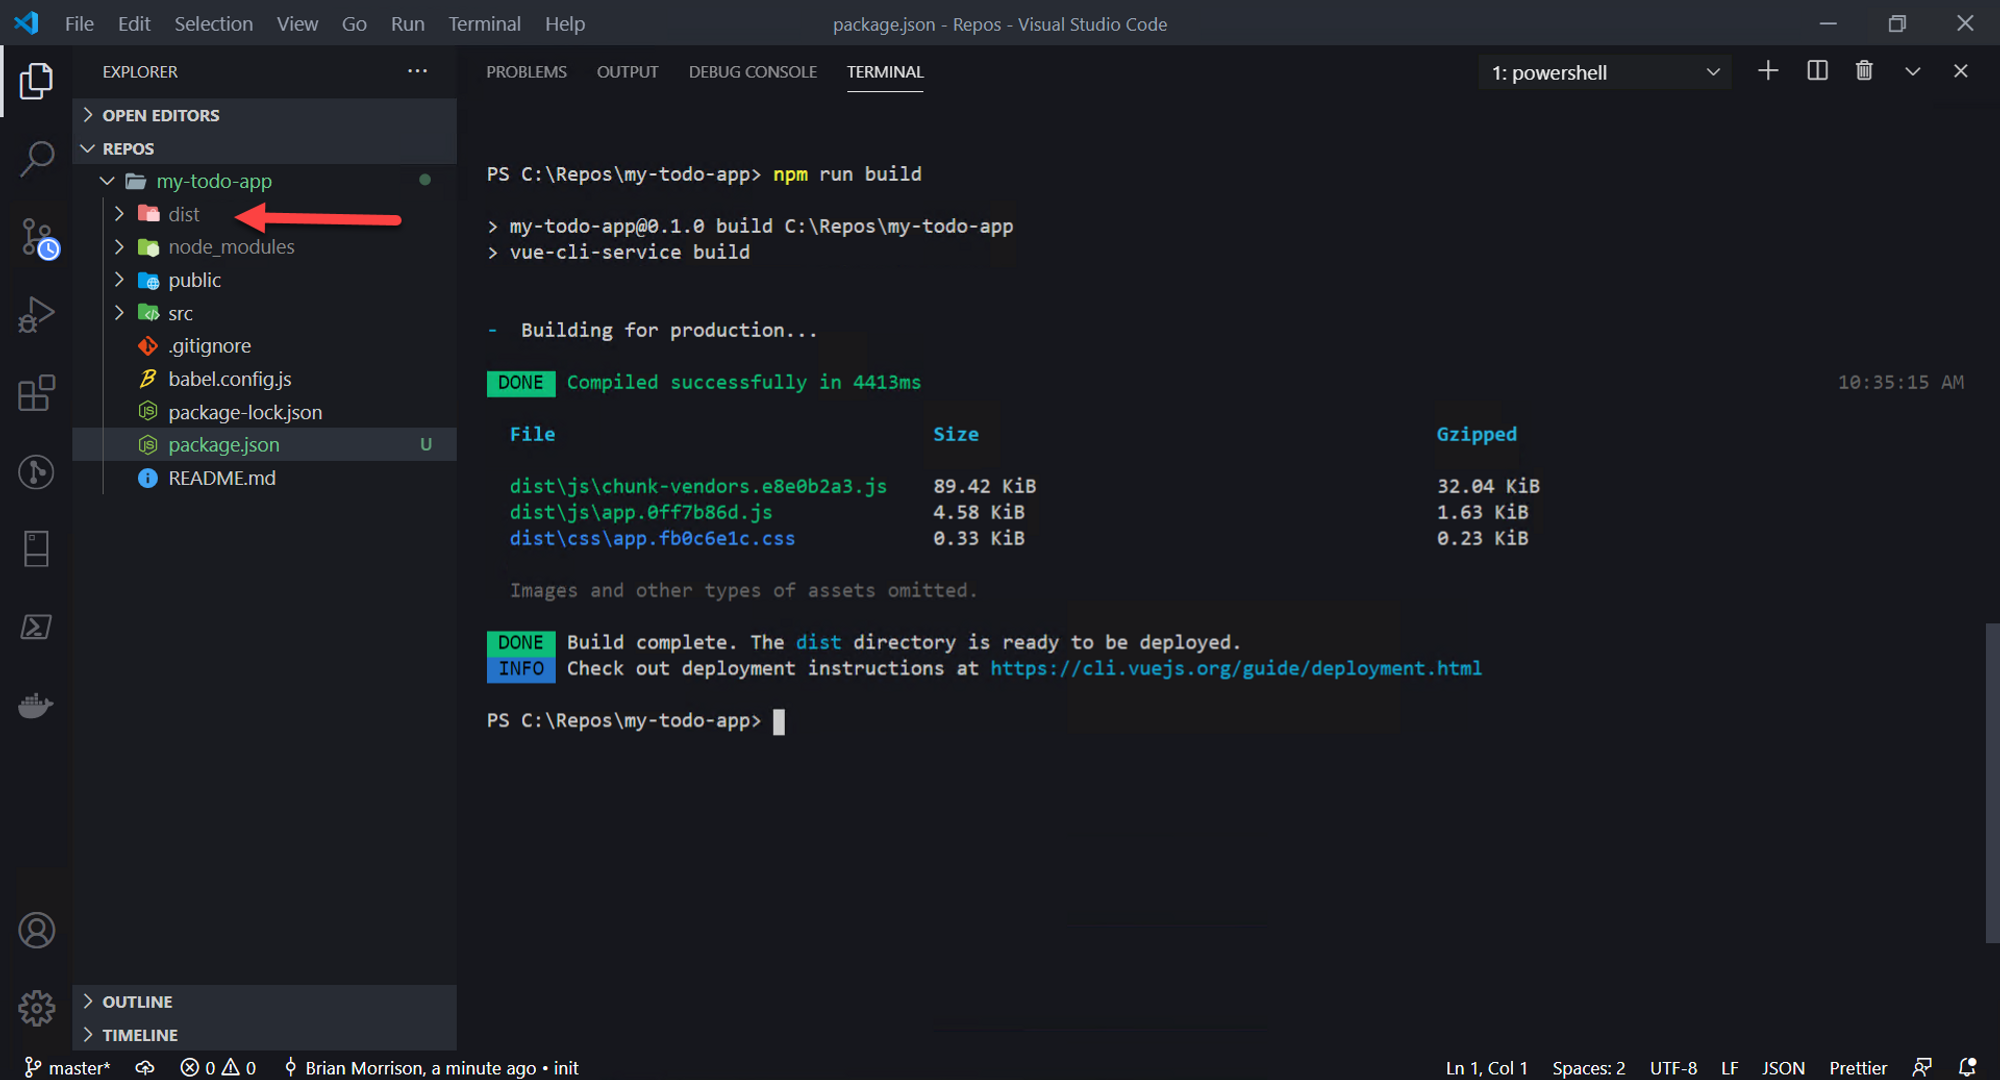 File Edit Selection View Go Run Terminal Help package.json - Repos - Visual Studio Code
EXPLORER
OPEN EDITORS
REPOS
my-todo-app
dist
node_modules
public
src
.gitignore
babel.config.js
package-lock.json
package.json U
README.md
OUTLINE
TIMELINE
PROBLEMS OUTPUT DEBUG CONSOLE TERMINAL 1: powershell
PS C:\Repos\my-todo-app> npm run build
> my-todo-app@0.1.0 build C:\Repos\my-todo-app
> vue-cli-service build
- Building for production...
DONE Compiled successfully in 4413ms 10:35:15 AM
File Size Gzipped
dist\js\chunk-vendors.e8e0b2a3.js 89.42 KiB 32.04 KiB
dist\js\app.0ff7b86d.js 4.58 KiB 1.63 KiB
dist\css\app.fb0c6e1c.css 0.33 KiB 0.23 KiB
Images and other types of assets omitted.
DONE Build complete. The dist directory is ready to be deployed.
INFO Check out deployment instructions at https://cli.vuejs.org/guide/deployment.html
PS C:\Repos\my-todo-app>
master* 0 0 Brian Morrison, a minute ago • init Ln 1, Col 1 Spaces: 2 UTF-8 LF JSON Prettier